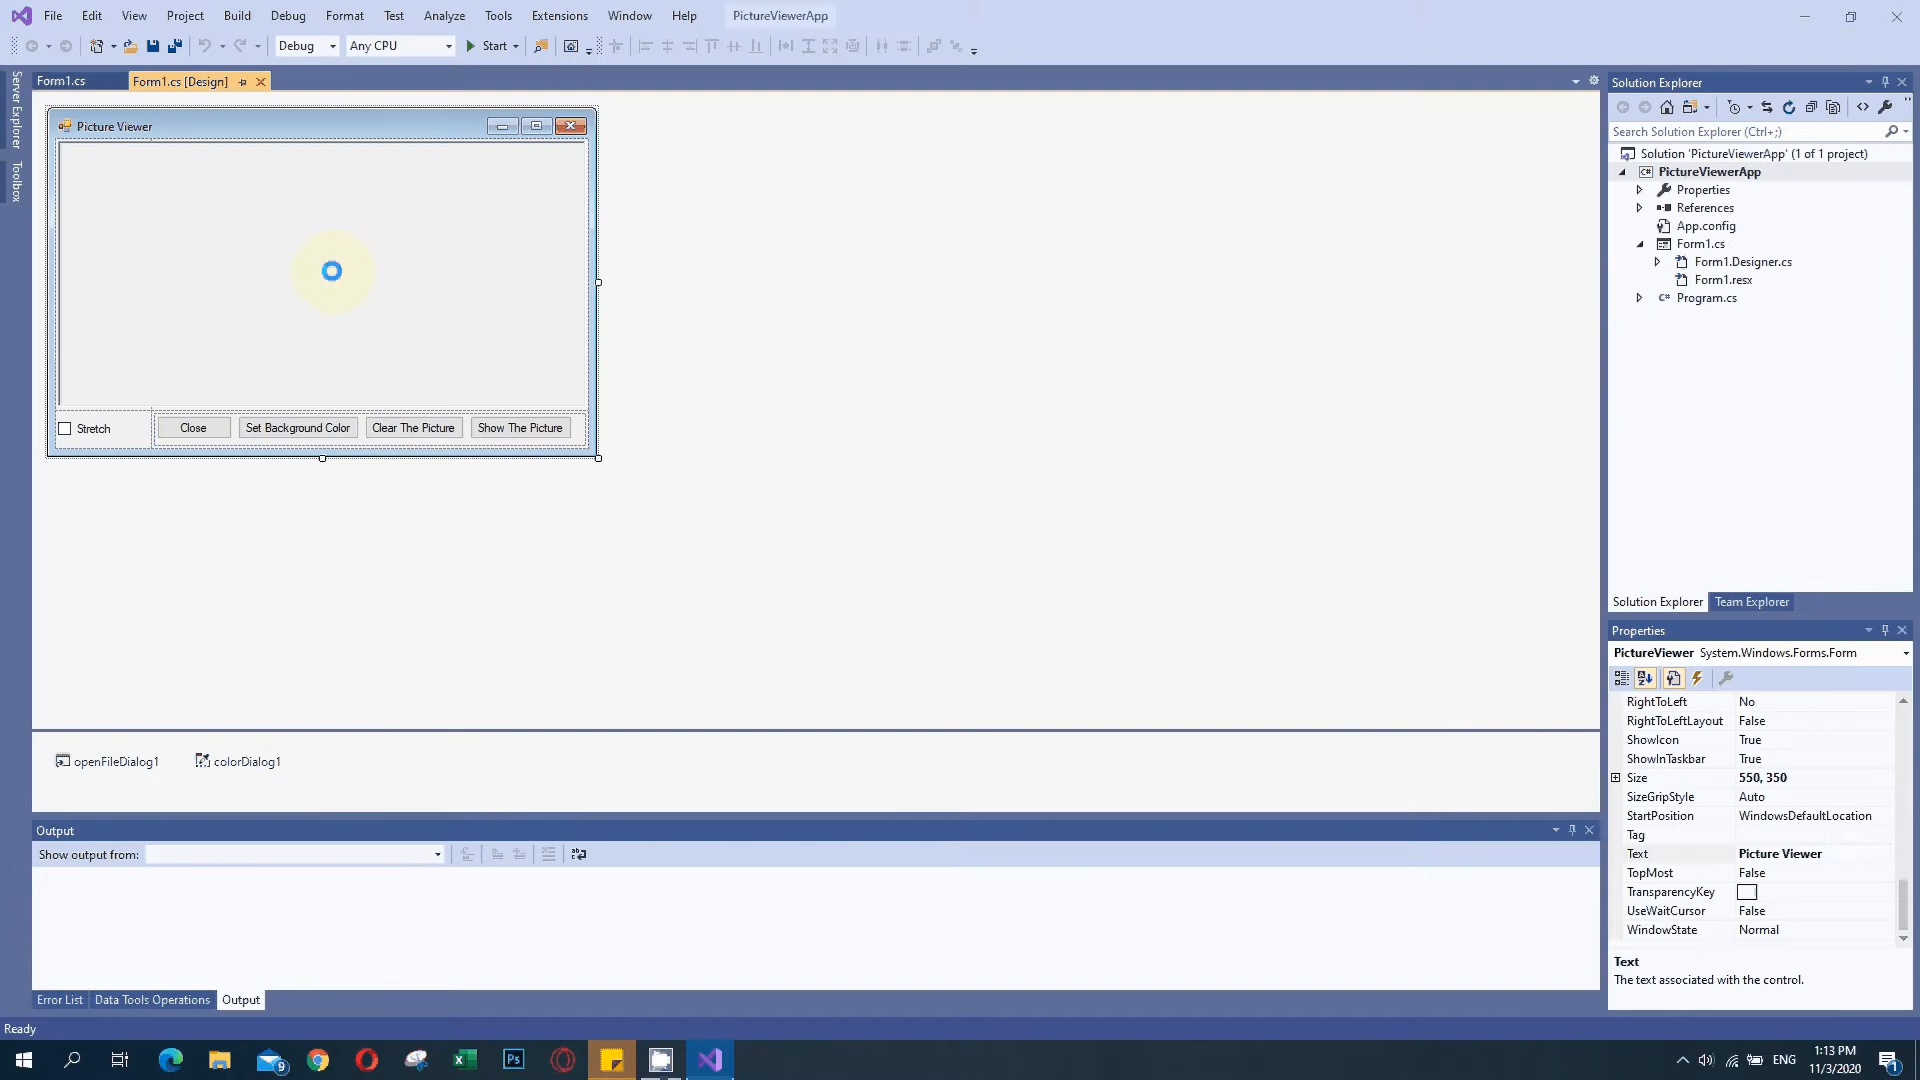 File Edit View Project Build Debug Format Test Analyze Tools Extensions Window Help PictureViewerApp
Debug Any CPU Start
Server Explorer
Toolbox
Form1.cs Form1.cs [Design]
Picture Viewer
Stretch Close Set Background Color Clear The Picture Show The Picture
openFileDialog1 colorDialog1
Output
Show output from:
Error List Data Tools Operations Output
Ready
Solution Explorer
Search Solution Explorer (Ctrl+;)
Solution 'PictureViewerApp' (1 of 1 project)
C# PictureViewerApp
Properties
References
App.config
Form1.cs
Form1.Designer.cs
Form1.resx
C# Program.cs
Solution Explorer Team Explorer
Properties
PictureViewer System.Windows.Forms.Form
RightToLeft No
RightToLeftLayout False
ShowIcon True
ShowInTaskbar True
Size 550, 350
SizeGripStyle Auto
StartPosition WindowsDefaultLocation
Tag
Text Picture Viewer
TopMost False
TransparencyKey
UseWaitCursor False
WindowState Normal
Text
The text associated with the control.
9 Ps ENG
1:13 PM
11/3/2020
1